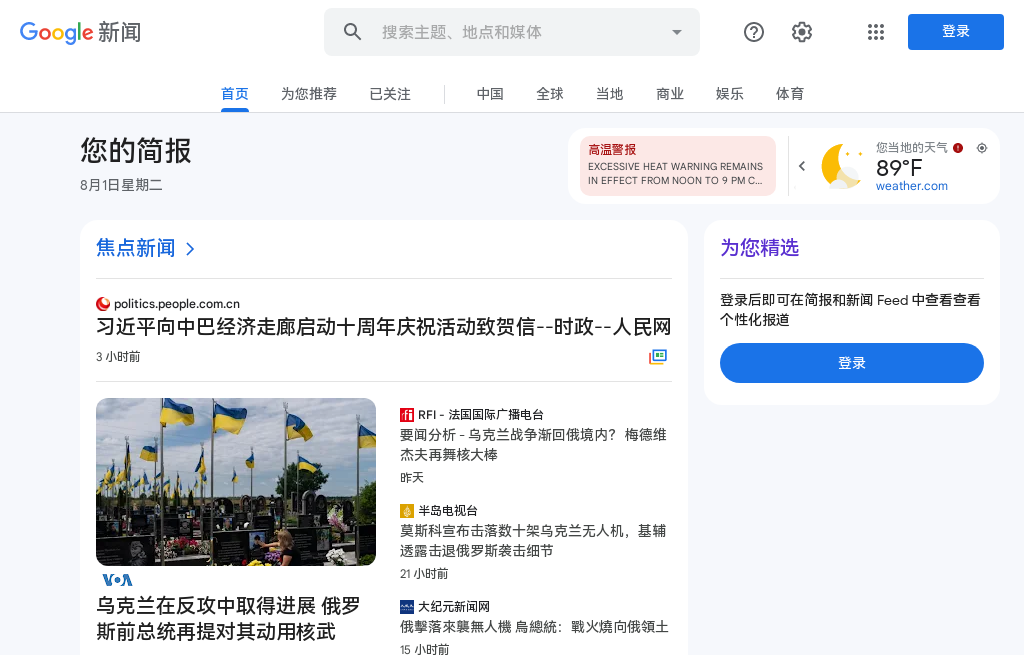 Google 新闻
搜索主题、地点和媒体
登录
首页 为您推荐 已关注 中国 全球 当地 商业 娱乐 体育
您的简报
8月1日星期二
高温警报
EXCESSIVE HEAT WARNING REMAINS
IN EFFECT FROM NOON TO 9 PM C...
您当地的天气
89°F
weather.com
焦点新闻
politics.people.com.cn
习近平向中巴经济走廊启动十周年庆祝活动致贺信--时政--人民网
3 小时前
VOA
乌克兰在反攻中取得进展 俄罗
斯前总统再提对其动用核武
RFI - 法国国际广播电台
要闻分析 - 乌克兰战争渐回俄境内？ 梅德维
杰夫再舞核大棒
昨天
半岛电视台
莫斯科宣布击落数十架乌克兰无人机，基辅
透露击退俄罗斯袭击细节
21 小时前
大纪元新闻网
俄擊落來襲無人機 烏總統：戰火燒向俄領土
15 小时前
为您精选
登录后即可在简报和新闻 Feed 中查看查看
个性化报道
登录